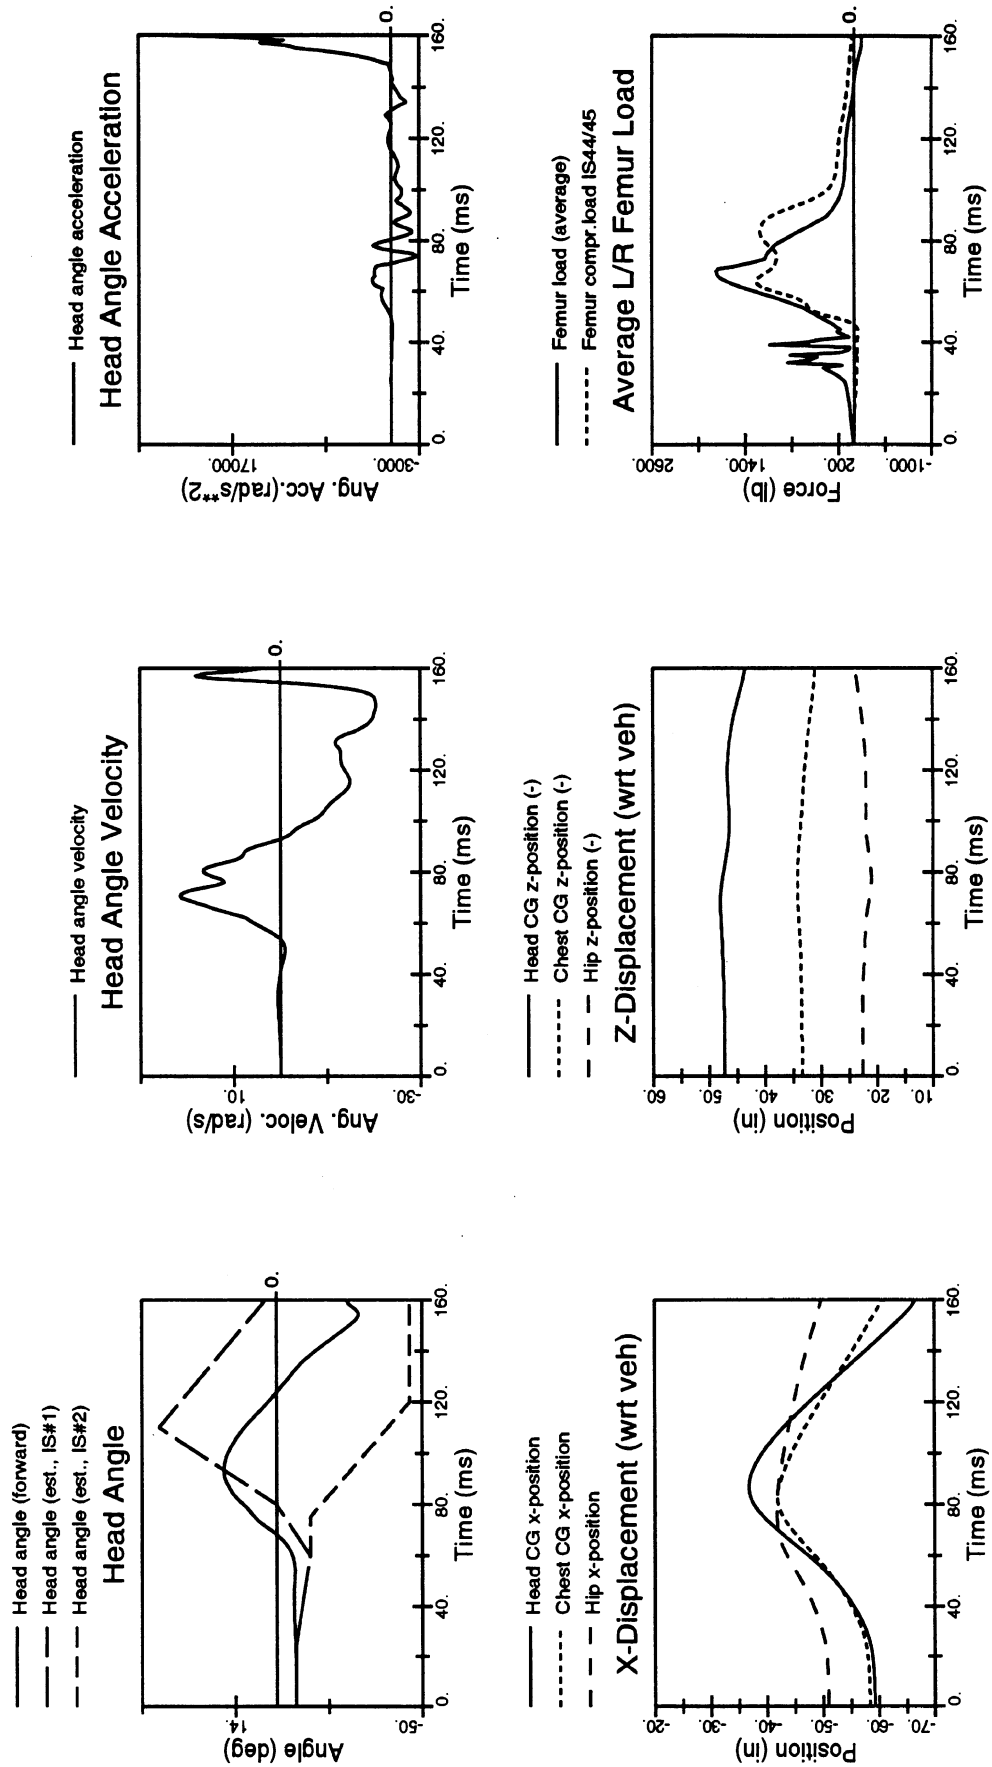 Head angle (forward)
Head angle (est., IS#1)
Head angle (est., IS#2)
Head Angle
Angle (deg)
14.
-50.
0.
0. 40. 80. 120. 160.
Time (ms)
Head angle velocity
Head Angle Velocity
Ang. Veloc. (rad/s)
10.
-30.
0.
0. 40. 80. 120. 160.
Time (ms)
Head angle acceleration
Head Angle Acceleration
Ang. Acc.(rad/s**2)
17000.
-3000.
0.
0. 40. 80. 120. 160.
Time (ms)
Head CG x-position
Chest CG x-position
Hip x-position
X-Displacement (wrt veh)
Position (in)
-20.
-30.
-40.
-50.
-60.
-70.
0. 40. 80. 120. 160.
Time (ms)
Head CG z-position (-)
Chest CG z-position (-)
Hip z-position (-)
Z-Displacement (wrt veh)
Position (in)
60.
50.
40.
30.
20.
10.
0. 40. 80. 120. 160.
Time (ms)
Femur load (average)
Femur compr.load IS44/45
Average L/R Femur Load
Force (lb)
2600.
1400.
200.
-1000.
0.
0. 40. 80. 120. 160.
Time (ms)